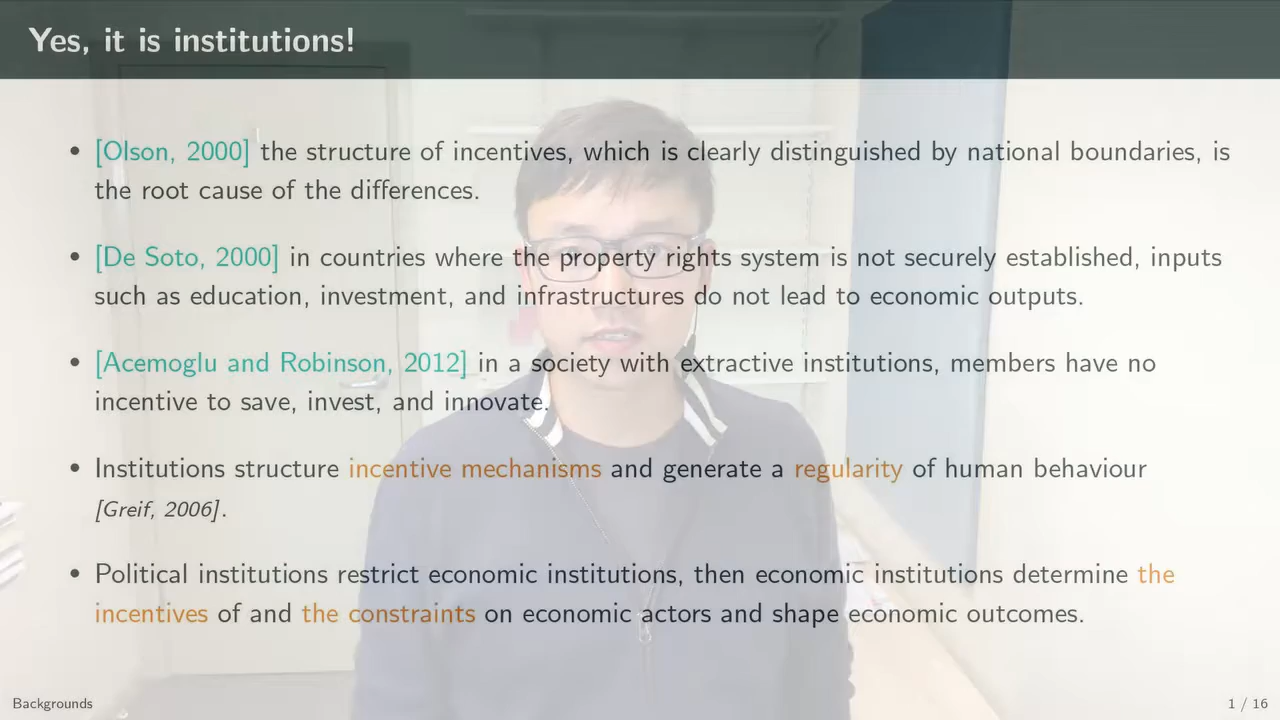 Yes, it is institutions!
• [Olson, 2000] the structure of incentives, which is clearly distinguished by national boundaries, is
the root cause of the differences.
• [De Soto, 2000] in countries where the property rights system is not securely established, inputs
such as education, investment, and infrastructures do not lead to economic outputs.
• [Acemoglu and Robinson, 2012] in a society with extractive institutions, members have no
incentive to save, invest, and innovate.
• Institutions structure incentive mechanisms and generate a regularity of human behaviour
[Greif, 2006].
• Political institutions restrict economic institutions, then economic institutions determine the
incentives of and the constraints on economic actors and shape economic outcomes.
Backgrounds
1 / 16